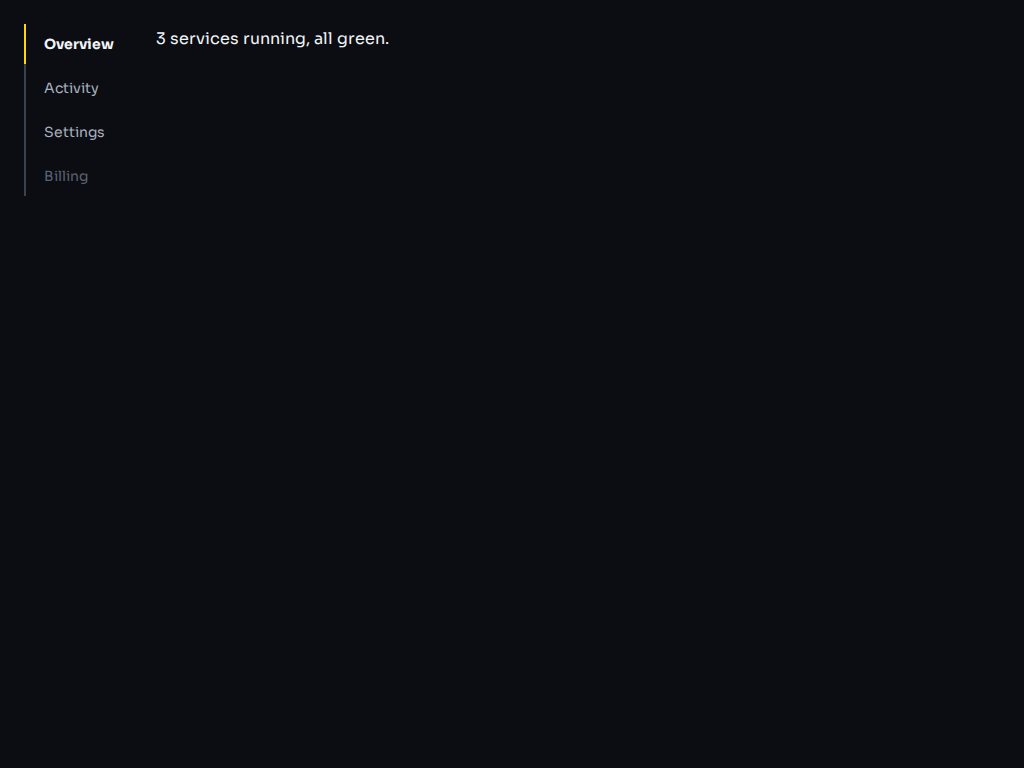 Overview
3 services running, all green.
Activity
Settings
Billing